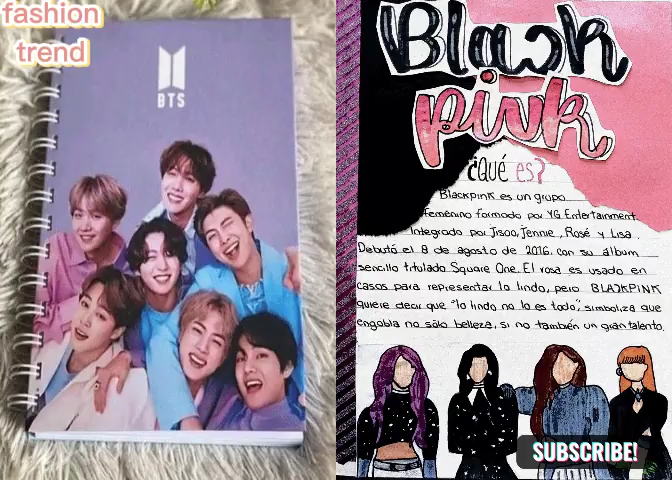 fashion
trend
BTS
Black
pink
¿Qué es?
Blackpink es un grupo
femenino formado por YG Entertainment.
Integrado por Jisoo, Jennie, Rosé y Lisa.
Debutó el 8 de agosto de 2016. con su álbum
sencillo titulado Square One. El rosa es usado en
casos para representar lo lindo, pero BLACKPINK
quiere decir que "lo lindo no lo es todo", simboliza que
engobla no sólo belleza, si no también un gran talento.
SUBSCRIBE!